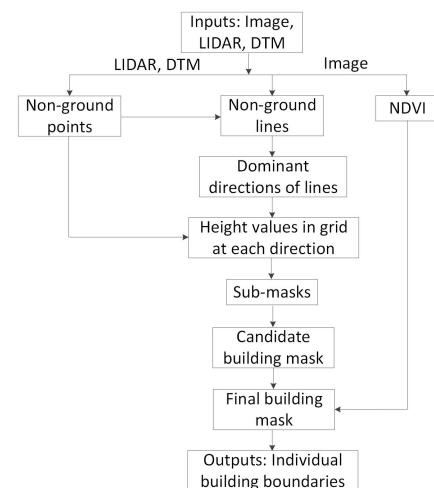 Inputs: Image,
LIDAR, DTM
LIDAR, DTM
Image
Non-ground
points
Non-ground
lines
NDVI
Dominant
directions of lines
Height values in grid
at each direction
Sub-masks
Candidate
building mask
Final building
mask
Outputs: Individual
building boundaries